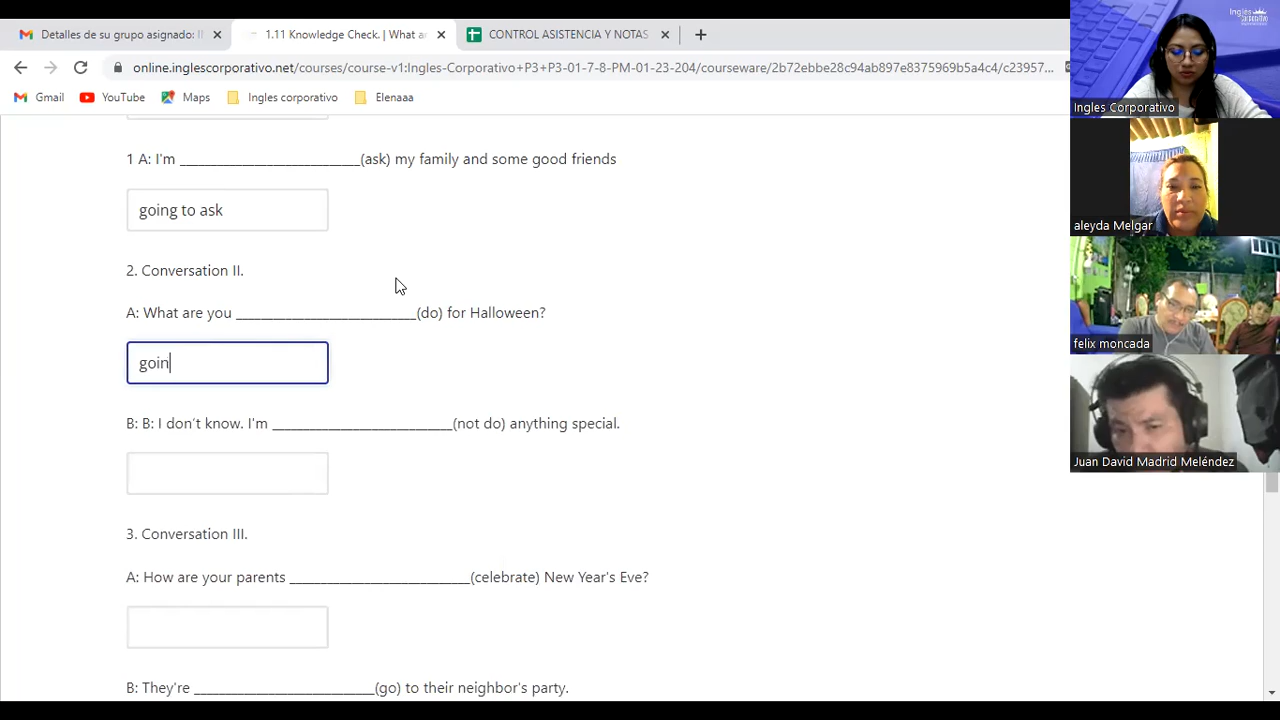 Detalles de su grupo asignado: I
1.11 Knowledge Check. | What ar
CONTROL ASISTENCIA Y NOTAS
online.inglescorporativo.net/courses/course-v1:Ingles-Corporativo+P3+P3-01-7-8-PM-01-23-204/courseware/2b72ebbe28c94ab897e8375969b5a4c4/c23957...
Gmail
YouTube
Maps
Ingles corporativo
Elenaaa
1 A: I'm ____________________________(ask) my family and some good friends
going to ask
2. Conversation II.
A: What are you ____________________________(do) for Halloween?
goin
B: B: I don't know. I'm ____________________________(not do) anything special.
3. Conversation III.
A: How are your parents ____________________________(celebrate) New Year's Eve?
B: They're ____________________________(go) to their neighbor's party.
Ingles Corporativo
aleyda Melgar
felix moncada
Juan David Madrid Meléndez